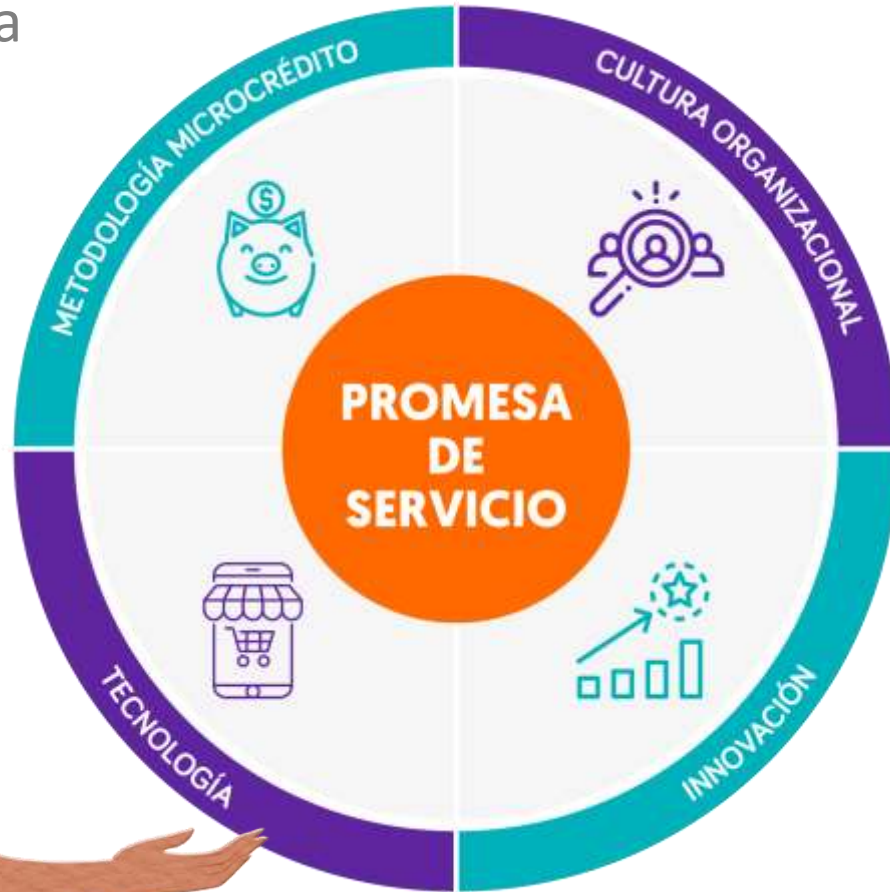 a
METODOLOGÍA MICROCRÉDITO
CULTURA ORGANIZACIONAL
$
PROMESA
DE
SERVICIO
TECNOLOGÍA
INNOVACIÓN